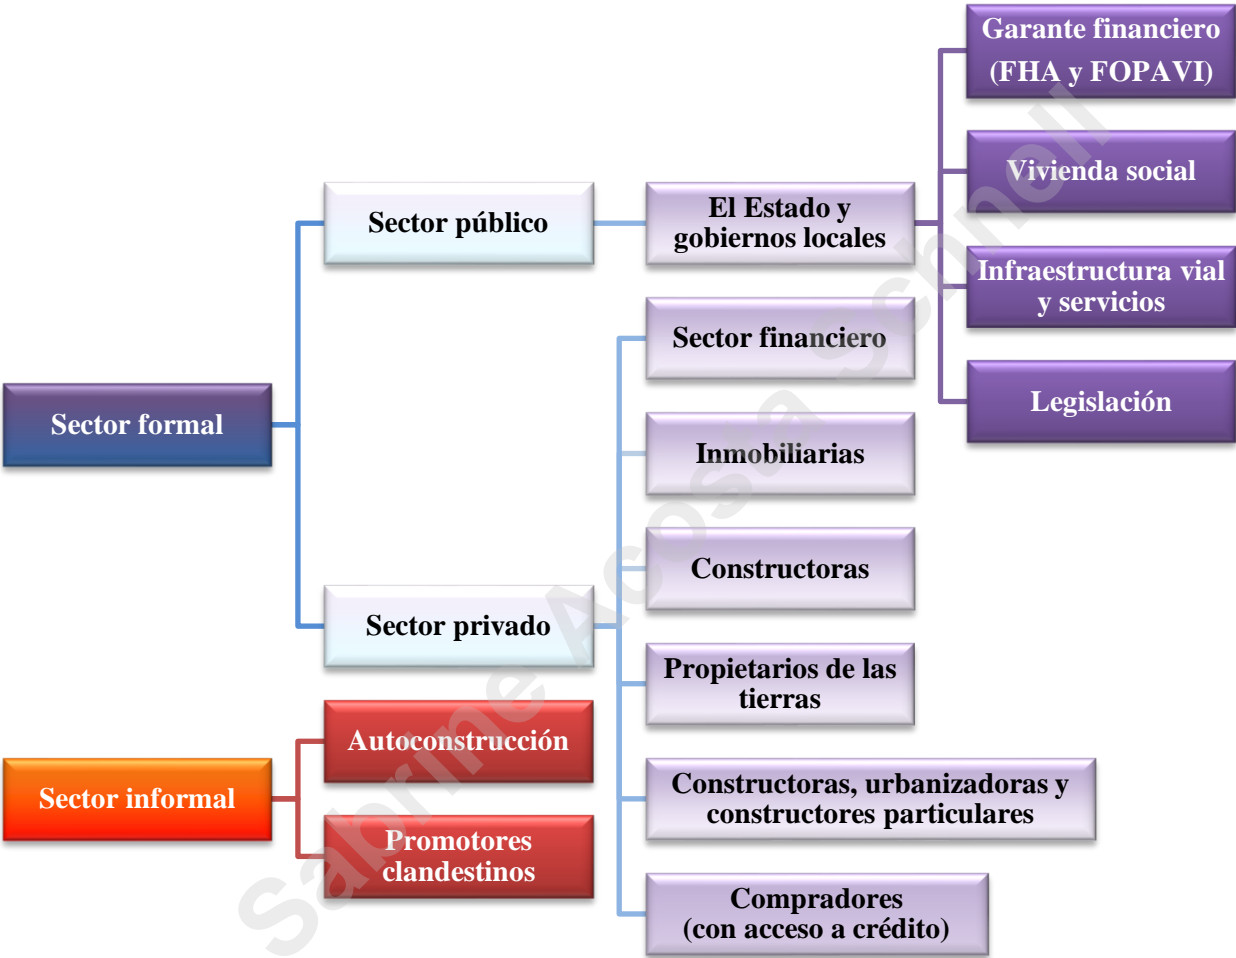 Garante financiero
(FHA y FOPAVI)
Vivienda social
Sector público
El Estado y
gobiernos locales
Infraestructura vial
y servicios
Sector financiero
Legislación
Sector formal
Inmobiliarias
Constructoras
Sector privado
Propietarios de las
tierras
Autoconstrucción
Sector informal
Constructoras, urbanizadoras y
constructores particulares
Promotores
clandestinos
Compradores
(con acceso a crédito)
Sabrine Acosta Schnell